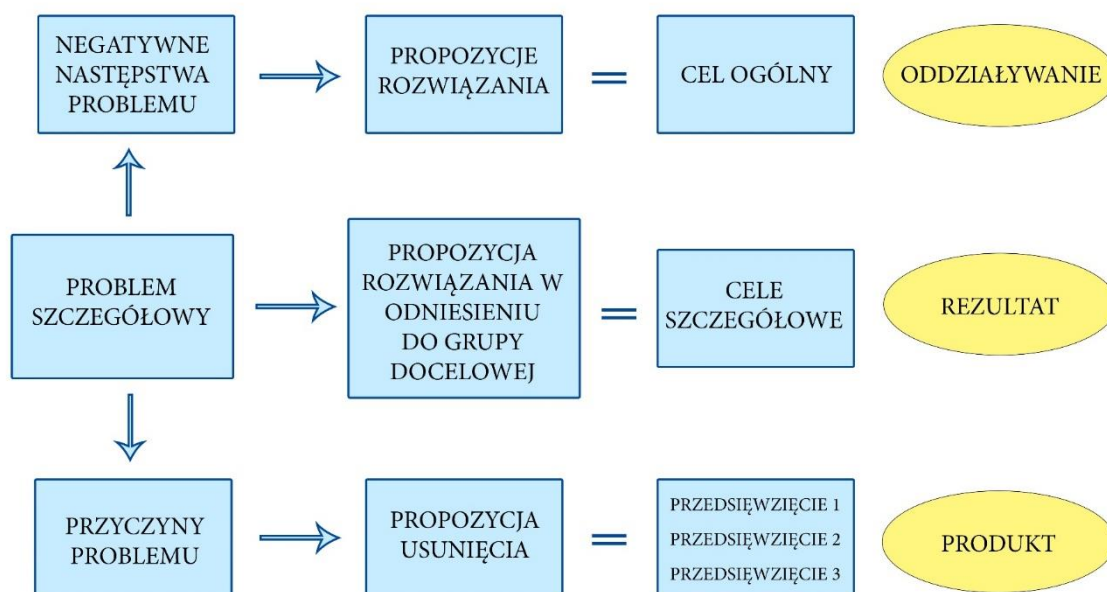 NEGATYWNE
NASTĘPSTWA
PROBLEMU
PROPOZYCJE
ROZWIĄZANIA
CEL OGÓLNY
ODDZIAŁYWANIE
PROBLEM
SZCZEGÓŁOWY
PROPOZYCJA
ROZWIĄZANIA W
ODNIESIENIU
DO GRUPY
DOCELOWEJ
CELE
SZCZEGÓŁOWE
REZULTAT
PRZYCZYNY
PROBLEMU
PROPOZYCJA
USUNIĘCIA
PRZEDSIĘWZIĘCIE 1
PRZEDSIĘWZIĘCIE 2
PRZEDSIĘWZIĘCIE 3
PRODUKT